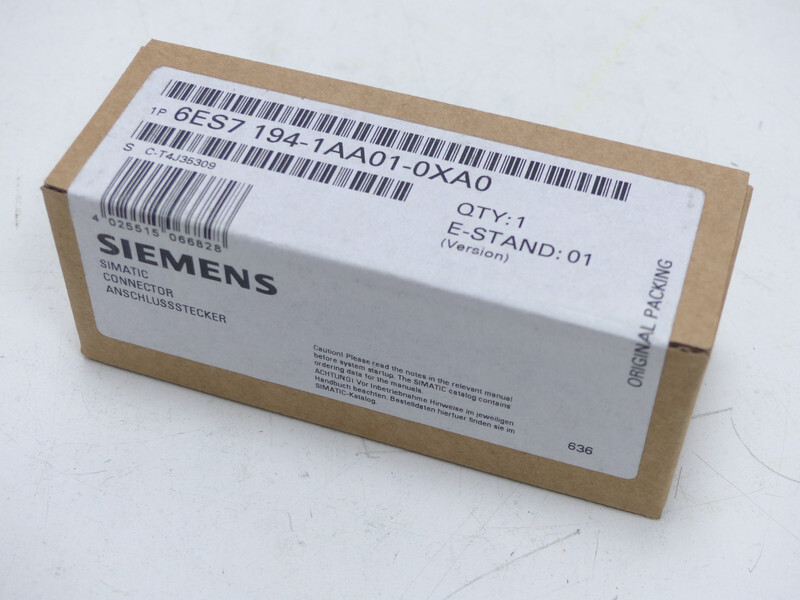 1P 6ES7 194-1AA01-0XA0
S C-T4J35309
QTY:1
E-STAND: 01
(Version)
4 025515 066828
SIEMENS
SIMATIC
CONNECTOR
ANSCHLUSSSTECKER
Caution! Please read the notes in the relevant manual
before system startup. The SIMATIC catalog contains
ordering data for the manuals.
ACHTUNG! Vor Inbetriebnahme Hinweise im jeweiligen
Handbuch beachten. Bestelldaten hierfuer finden sie im
SIMATIC-Katalog.
636
ORIGINAL PACKING